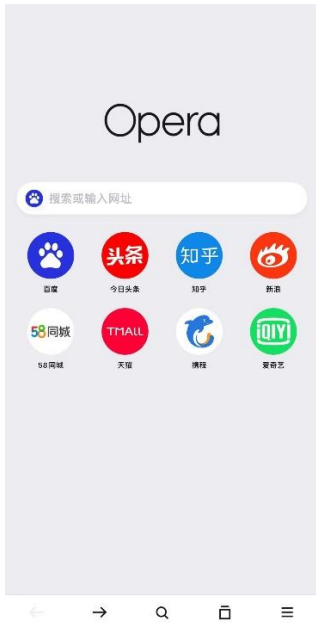 Opera
搜索或输入网址
头条
知乎
百度
今日头条
知乎
新浪
58同城
TMALL
iQIY
58同城
天猫
携程
爱奇艺